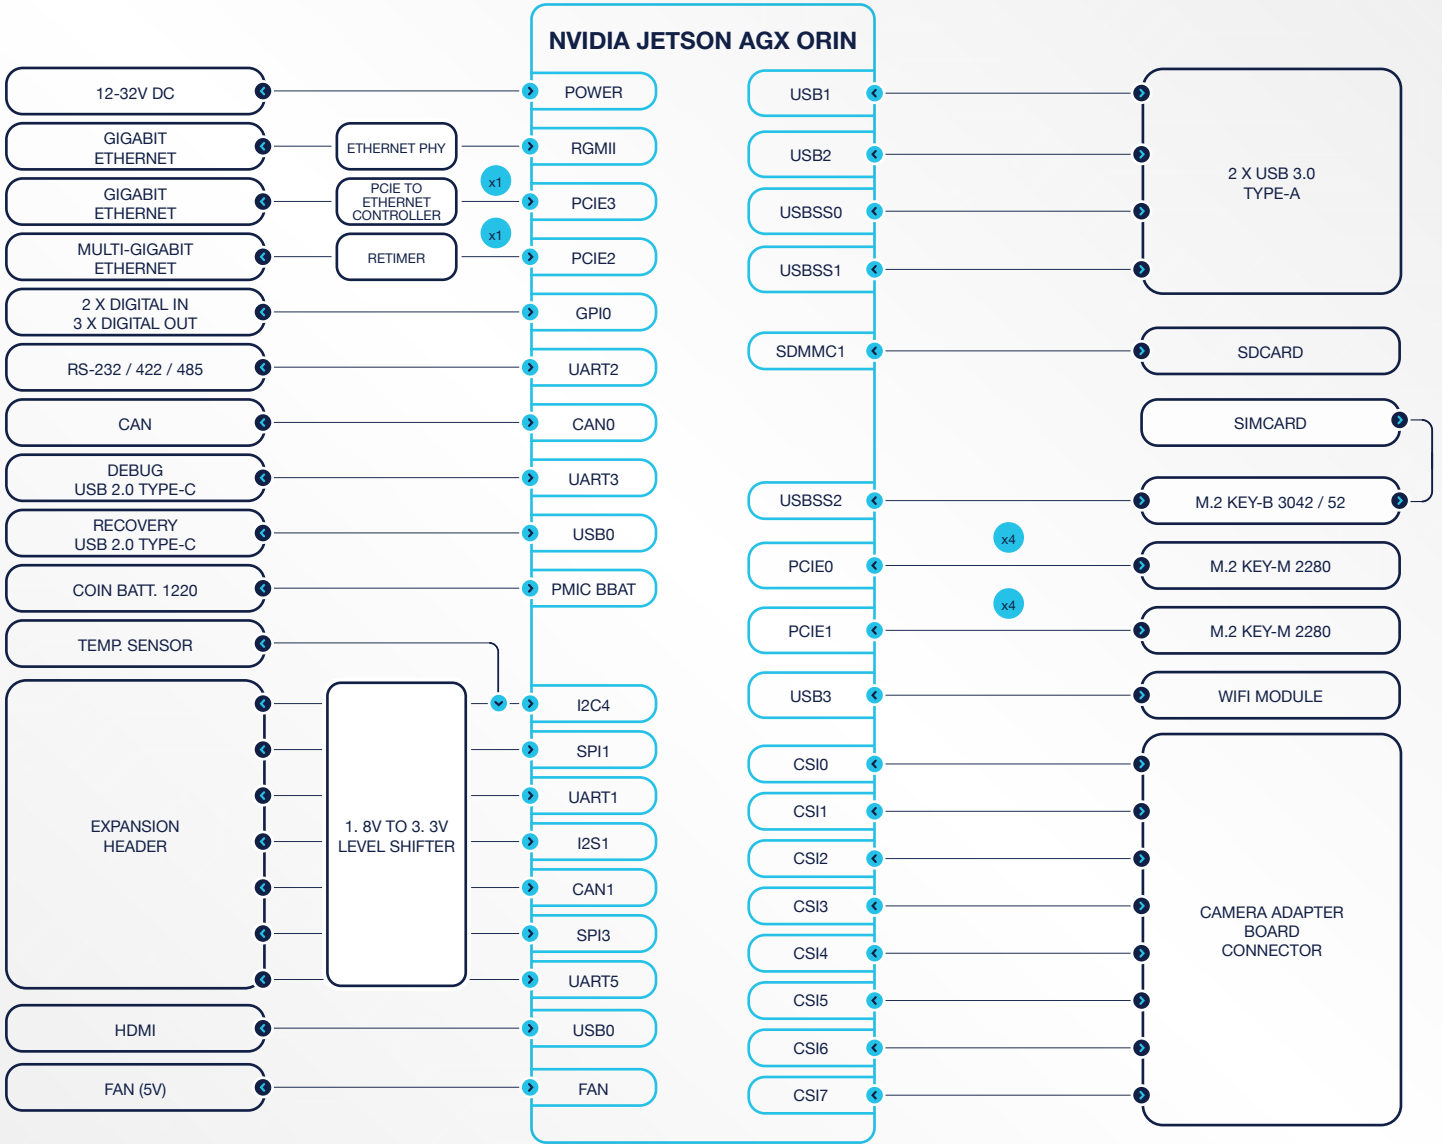 NVIDIA JETSON AGX ORIN
12-32V DC
POWER
GIGABIT
ETHERNET
ETHERNET PHY
RGMII
GIGABIT
ETHERNET
PCIE TO
ETHERNET
CONTROLLER
x1
PCIE3
MULTI-GIGABIT
ETHERNET
RETIMER
x1
PCIE2
2 X DIGITAL IN
3 X DIGITAL OUT
GPI0
RS-232 / 422 / 485
UART2
CAN
CAN0
DEBUG
USB 2.0 TYPE-C
UART3
RECOVERY
USB 2.0 TYPE-C
USB0
COIN BATT. 1220
PMIC BBAT
TEMP. SENSOR
EXPANSION
HEADER
1. 8V TO 3. 3V
LEVEL SHIFTER
I2C4
SPI1
UART1
I2S1
CAN1
SPI3
UART5
HDMI
USB0
FAN (5V)
FAN
USB1
USB2
USBSS0
USBSS1
2 X USB 3.0
TYPE-A
SDMMC1
SDCARD
SIMCARD
USBSS2
M.2 KEY-B 3042 / 52
PCIE0
x4
M.2 KEY-M 2280
PCIE1
x4
M.2 KEY-M 2280
USB3
WIFI MODULE
CSI0
CSI1
CSI2
CSI3
CSI4
CSI5
CSI6
CSI7
CAMERA ADAPTER
BOARD
CONNECTOR